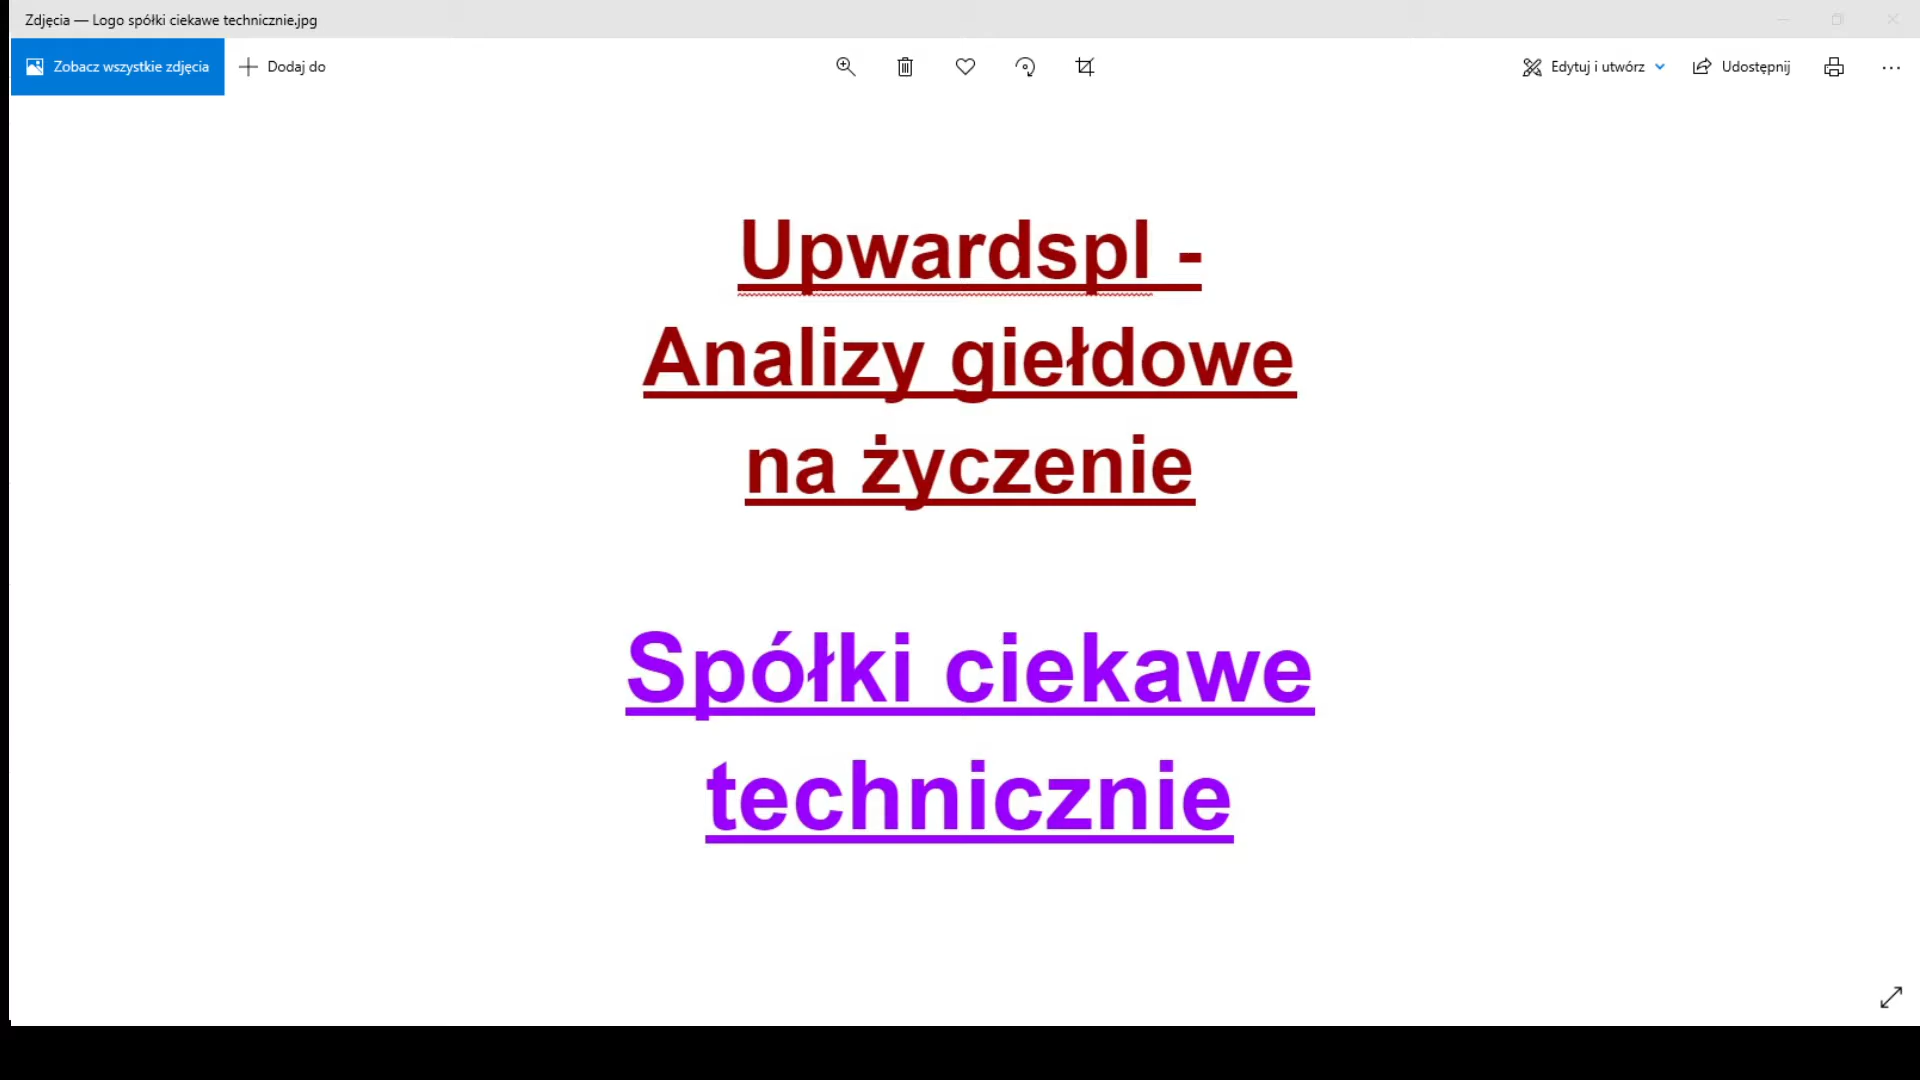 Zdjęcia — Logo spółki ciekawe technicznie.jpg
Zobacz wszystkie zdjęcia
Dodaj do
Edytuj i utwórz
Udostępnij
Upwardspl -
Analizy giełdowe
na życzenie
Spółki ciekawe
technicznie